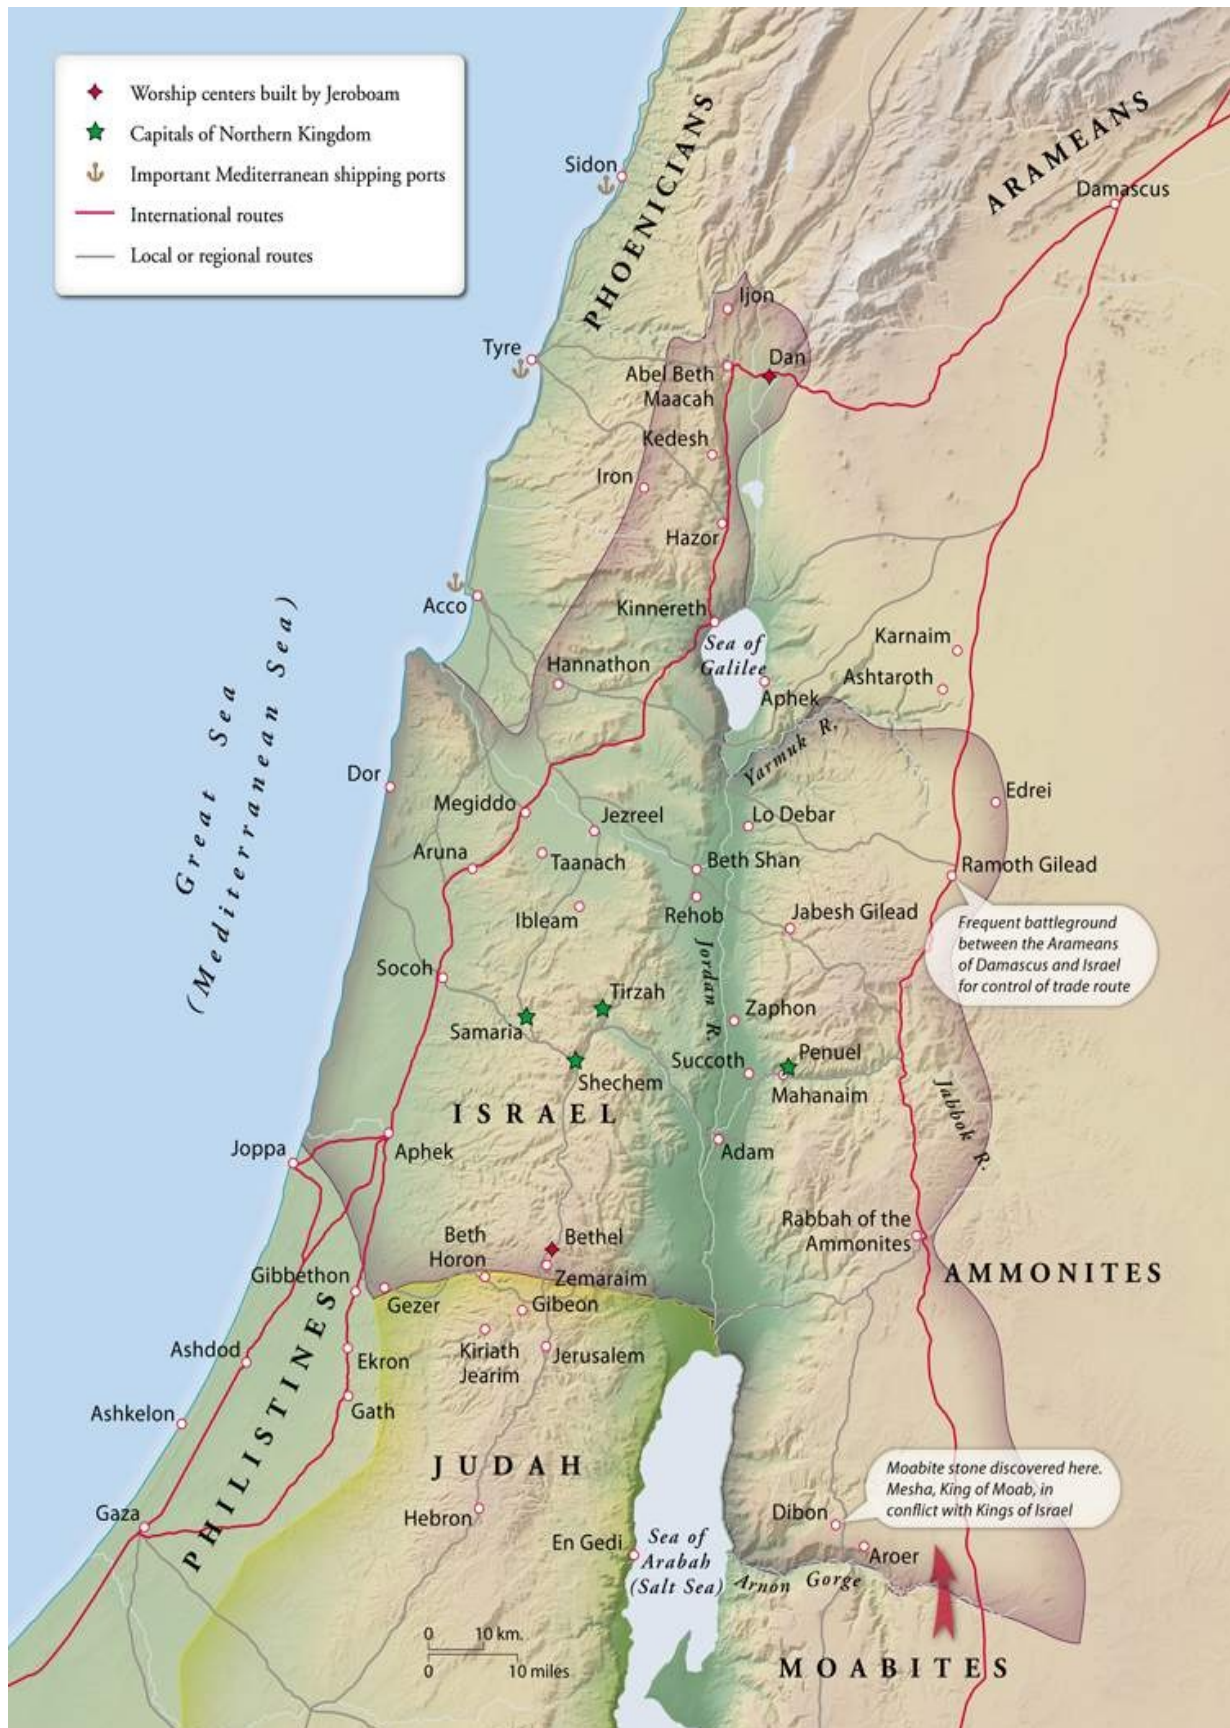 Worship centers built by Jeroboam
Capitals of Northern Kingdom
Important Mediterranean shipping ports
International routes
Local or regional routes
Sidon
PHOENICIANS
ARAMEANS
Damascus
Ijon
Tyre
Dan
Abel Beth
Maacah
Kedesh
Iron
Hazor
Acco
Kinnereth
Sea of
Galilee
Karnaim
Hannathon
Ashtaroth
Aphek
Great Sea
(Mediterranean Sea)
Yarmuk R.
Dor
Edrei
Megiddo
Jezreel
Lo Debar
Aruna
Taanach
Beth Shan
Ramoth Gilead
Ibleam
Rehob
Jabesh Gilead
Frequent battleground
between the Arameans
of Damascus and Israel
for control of trade route
Jordan R.
Socoh
Tirzah
Samaria
Zaphon
Succoth
Penuel
Shechem
Mahanaim
Jabbok R.
ISRAEL
Joppa
Aphek
Adam
Beth
Horon
Bethel
Rabbah of the
Ammonites
Gibbethon
Zemaraim
AMMONITES
Gezer
Gibeon
PHILISTINES
Ashdod
Ekron
Kiriath
Jearim
Jerusalem
Ashkelon
Gath
JUDAH
Moabite stone discovered here.
Mesha, King of Moab, in
conflict with Kings of Israel
Gaza
Hebron
Dibon
En Gedi
Sea of
Arabah
(Salt Sea)
Aroer
Arnon Gorge
0 10 km.
0 10 miles
MOABITES